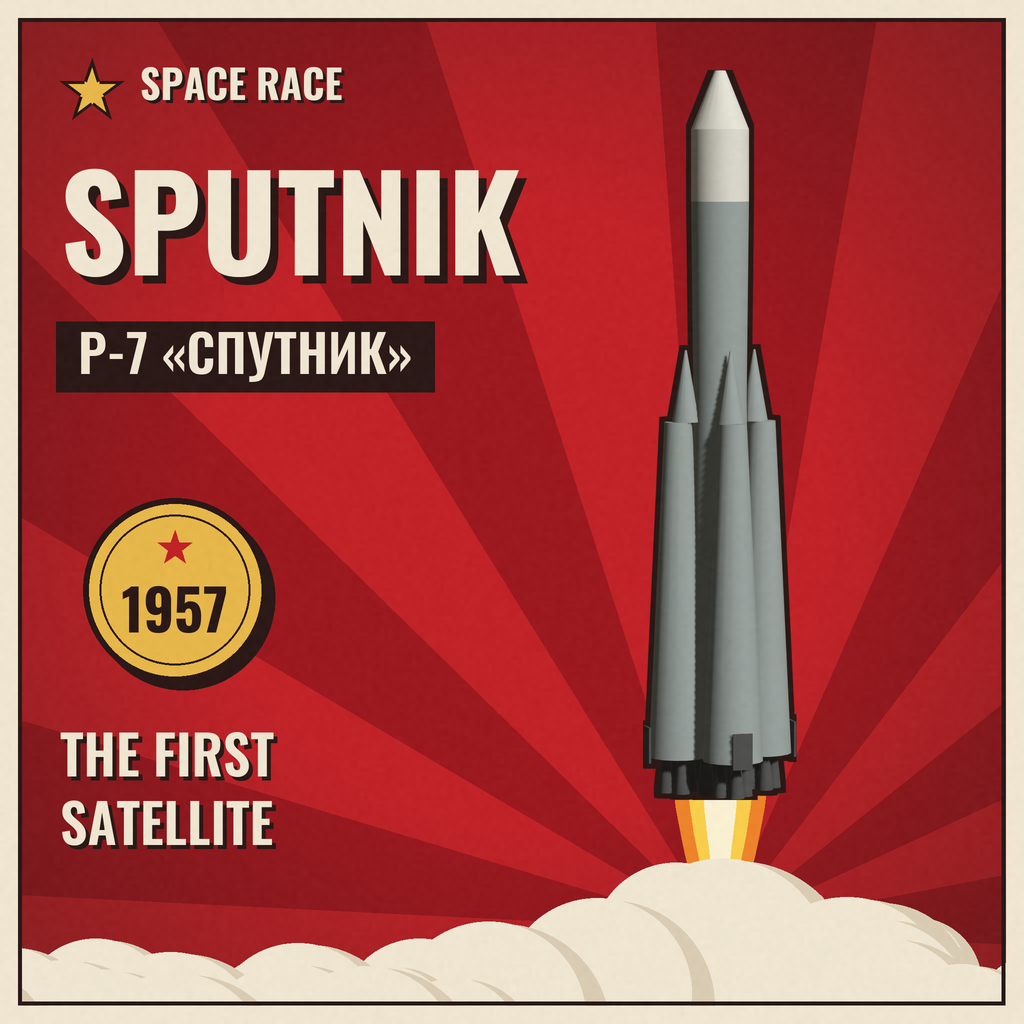 SPACE RACE
SPUTNIK
Р-7 «СПУТНИК»
1957
THE FIRST
SATELLITE